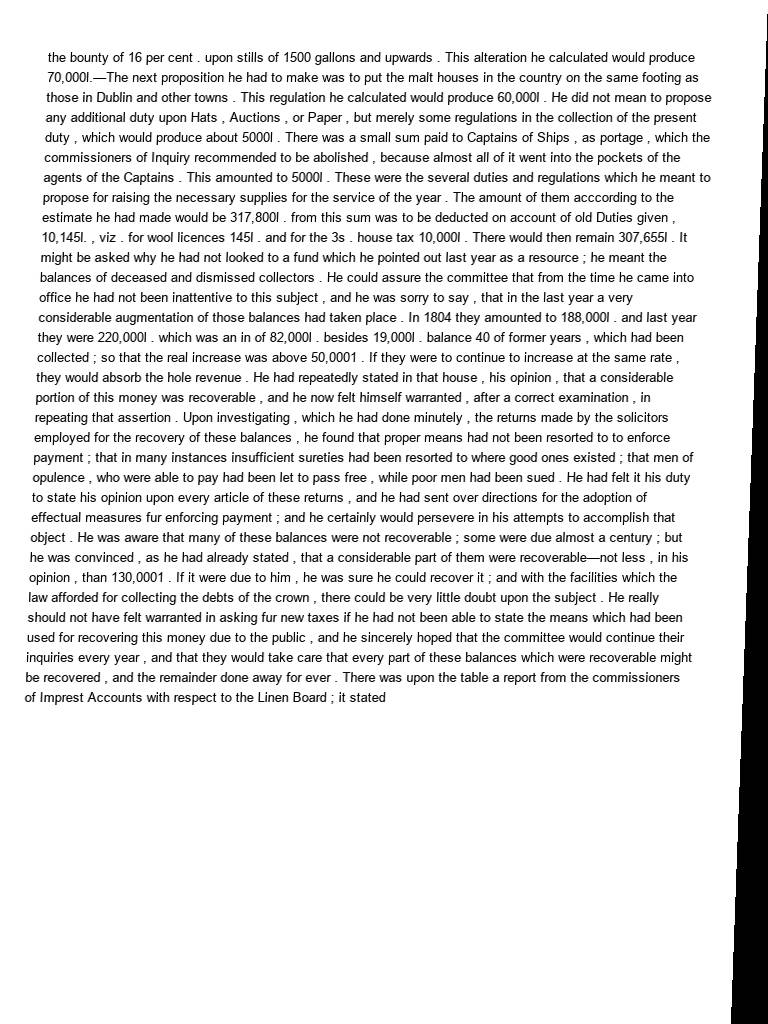 the bounty of 16 per cent . upon stills of 1500 gallons and upwards . This alteration he calculated would produce
70,000l.—The next proposition he had to make was to put the malt houses in the country on the same footing as
those in Dublin and other towns . This regulation he calculated would produce 60,000l . He did not mean to propose
any additional duty upon Hats , Auctions , or Paper , but merely some regulations in the collection of the present
duty , which would produce about 5000l . There was a small sum paid to Captains of Ships , as portage , which the
commissioners of Inquiry recommended to be abolished , because almost all of it went into the pockets of the
agents of the Captains . This amounted to 5000l . These were the several duties and regulations which he meant to
propose for raising the necessary supplies for the service of the year . The amount of them acccording to the
estimate he had made would be 317,800l . from this sum was to be deducted on account of old Duties given ,
10,145l. , viz . for wool licences 145l . and for the 3s . house tax 10,000l . There would then remain 307,655l . It
might be asked why he had not looked to a fund which he pointed out last year as a resource ; he meant the
balances of deceased and dismissed collectors . He could assure the committee that from the time he came into
office he had not been inattentive to this subject , and he was sorry to say , that in the last year a very
considerable augmentation of those balances had taken place . In 1804 they amounted to 188,000l . and last year
they were 220,000l . which was an in of 82,000l . besides 19,000l . balance 40 of former years , which had been
collected ; so that the real increase was above 50,0001 . If they were to continue to increase at the same rate ,
they would absorb the hole revenue . He had repeatedly stated in that house , his opinion , that a considerable
portion of this money was recoverable , and he now felt himself warranted , after a correct examination , in
repeating that assertion . Upon investigating , which he had done minutely , the returns made by the solicitors
employed for the recovery of these balances , he found that proper means had not been resorted to to enforce
payment ; that in many instances insufficient sureties had been resorted to where good ones existed ; that men of
opulence , who were able to pay had been let to pass free , while poor men had been sued . He had felt it his duty
to state his opinion upon every article of these returns , and he had sent over directions for the adoption of
effectual measures fur enforcing payment ; and he certainly would persevere in his attempts to accomplish that
object . He was aware that many of these balances were not recoverable ; some were due almost a century ; but
he was convinced , as he had already stated , that a considerable part of them were recoverable—not less , in his
opinion , than 130,0001 . If it were due to him , he was sure he could recover it ; and with the facilities which the
law afforded for collecting the debts of the crown , there could be very little doubt upon the subject . He really
should not have felt warranted in asking fur new taxes if he had not been able to state the means which had been
used for recovering this money due to the public , and he sincerely hoped that the committee would continue their
inquiries every year , and that they would take care that every part of these balances which were recoverable might
be recovered , and the remainder done away for ever . There was upon the table a report from the commissioners
of Imprest Accounts with respect to the Linen Board ; it stated